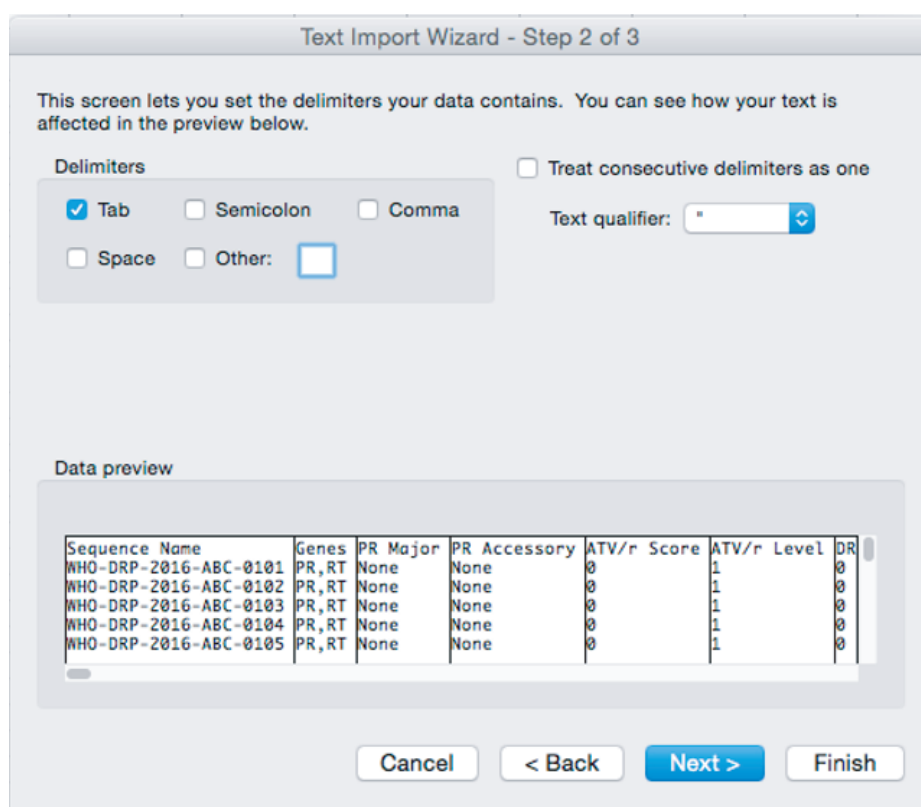 Text Import Wizard - Step 2 of 3
This screen lets you set the delimiters your data contains.  You can see how your text is
affected in the preview below.
Delimiters
Treat consecutive delimiters as one
Tab Semicolon Comma
Text qualifier: "
Space Other:
Data preview
Sequence Name Genes PR Major PR Accessory ATV/r Score ATV/r Level DR
WHO-DRP-2016-ABC-0101 PR,RT None None 0 1 0
WHO-DRP-2016-ABC-0102 PR,RT None None 0 1 0
WHO-DRP-2016-ABC-0103 PR,RT None None 0 1 0
WHO-DRP-2016-ABC-0104 PR,RT None None 0 1 0
WHO-DRP-2016-ABC-0105 PR,RT None None 0 1 0
Cancel < Back Next > Finish